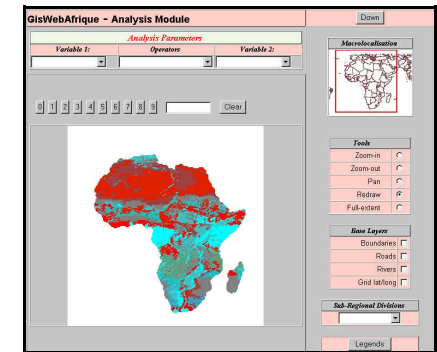 GisWebAfrique - Analysis Module
Down
Analysis Parameters
Variable 1:
Operators
Variable 2:
Macrolocalisation
0 1 2 3 4 5 6 7 8 9
Clear
Tools
Zoom-in
Zoom-out
Pan
Redraw
Full-extent
Base Layers
Boundaries
Roads
Rivers
Grid lat/long
Sub-Regional Divisions
Legends